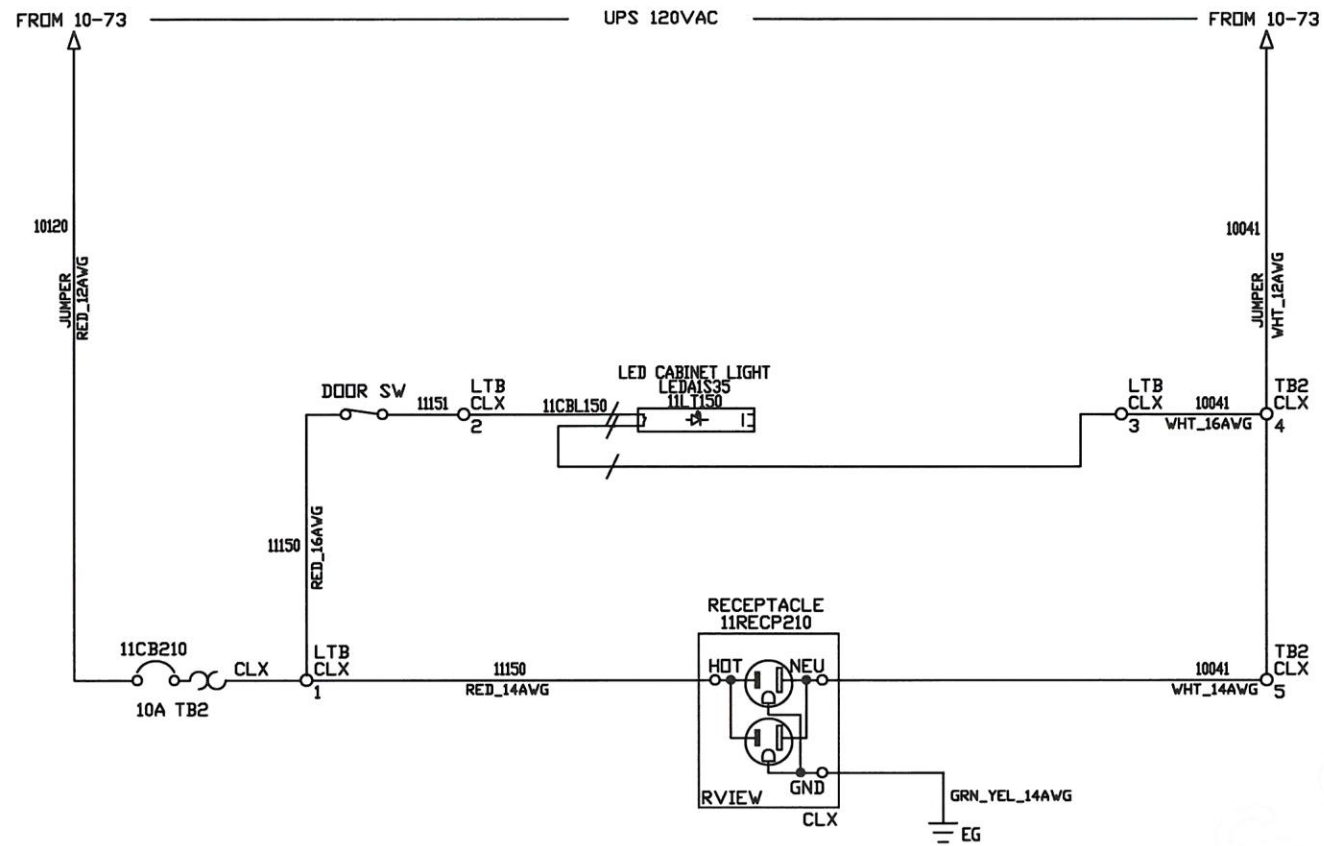 FROM 10-73
UPS 120VAC
FROM 10-73
10120
JUMPER
RED_12AWG
10041
JUMPER
WHT_12AWG
LED CABINET LIGHT
LEDA1S35
11LT150
DOOR SW
11151
LTB
CLX
2
11CBL150
LTB
CLX
3
10041
WHT_16AWG
TB2
CLX
4
11150
RED_16AWG
RECEPTACLE
11RECP210
11CB210
10A TB2
CLX
LTB
CLX
1
11150
RED_14AWG
HOT
NEU
10041
WHT_14AWG
TB2
CLX
5
GND
RVIEW
CLX
GRN_YEL_14AWG
EG